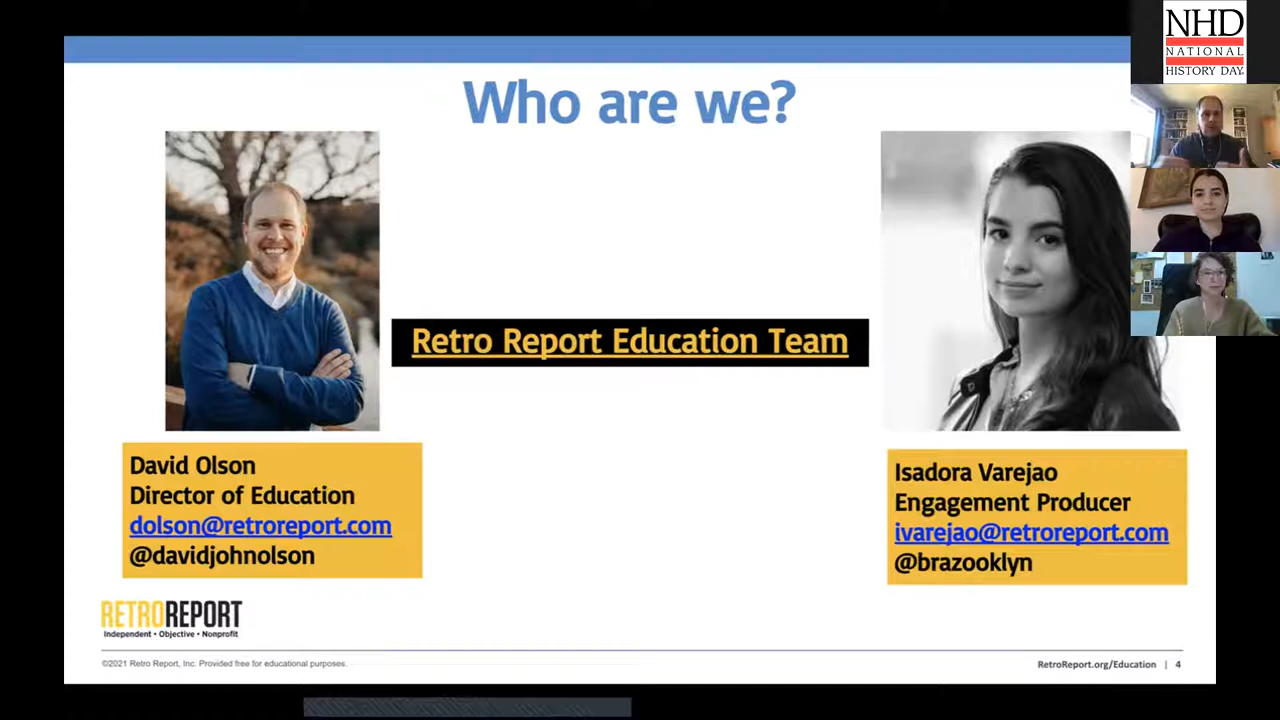 Who are we?
Retro Report Education Team
David Olson
Director of Education
dolson@retroreport.com
@davidjohnolson
Isadora Varejao
Engagement Producer
ivarejao@retroreport.com
@brazooklyn
RETROREPORT
Independent • Objective • Nonprofit
©2021 Retro Report, Inc. Provided free for educational purposes.
RetroReport.org/Education | 4
NHD
NATIONAL
HISTORY DAY